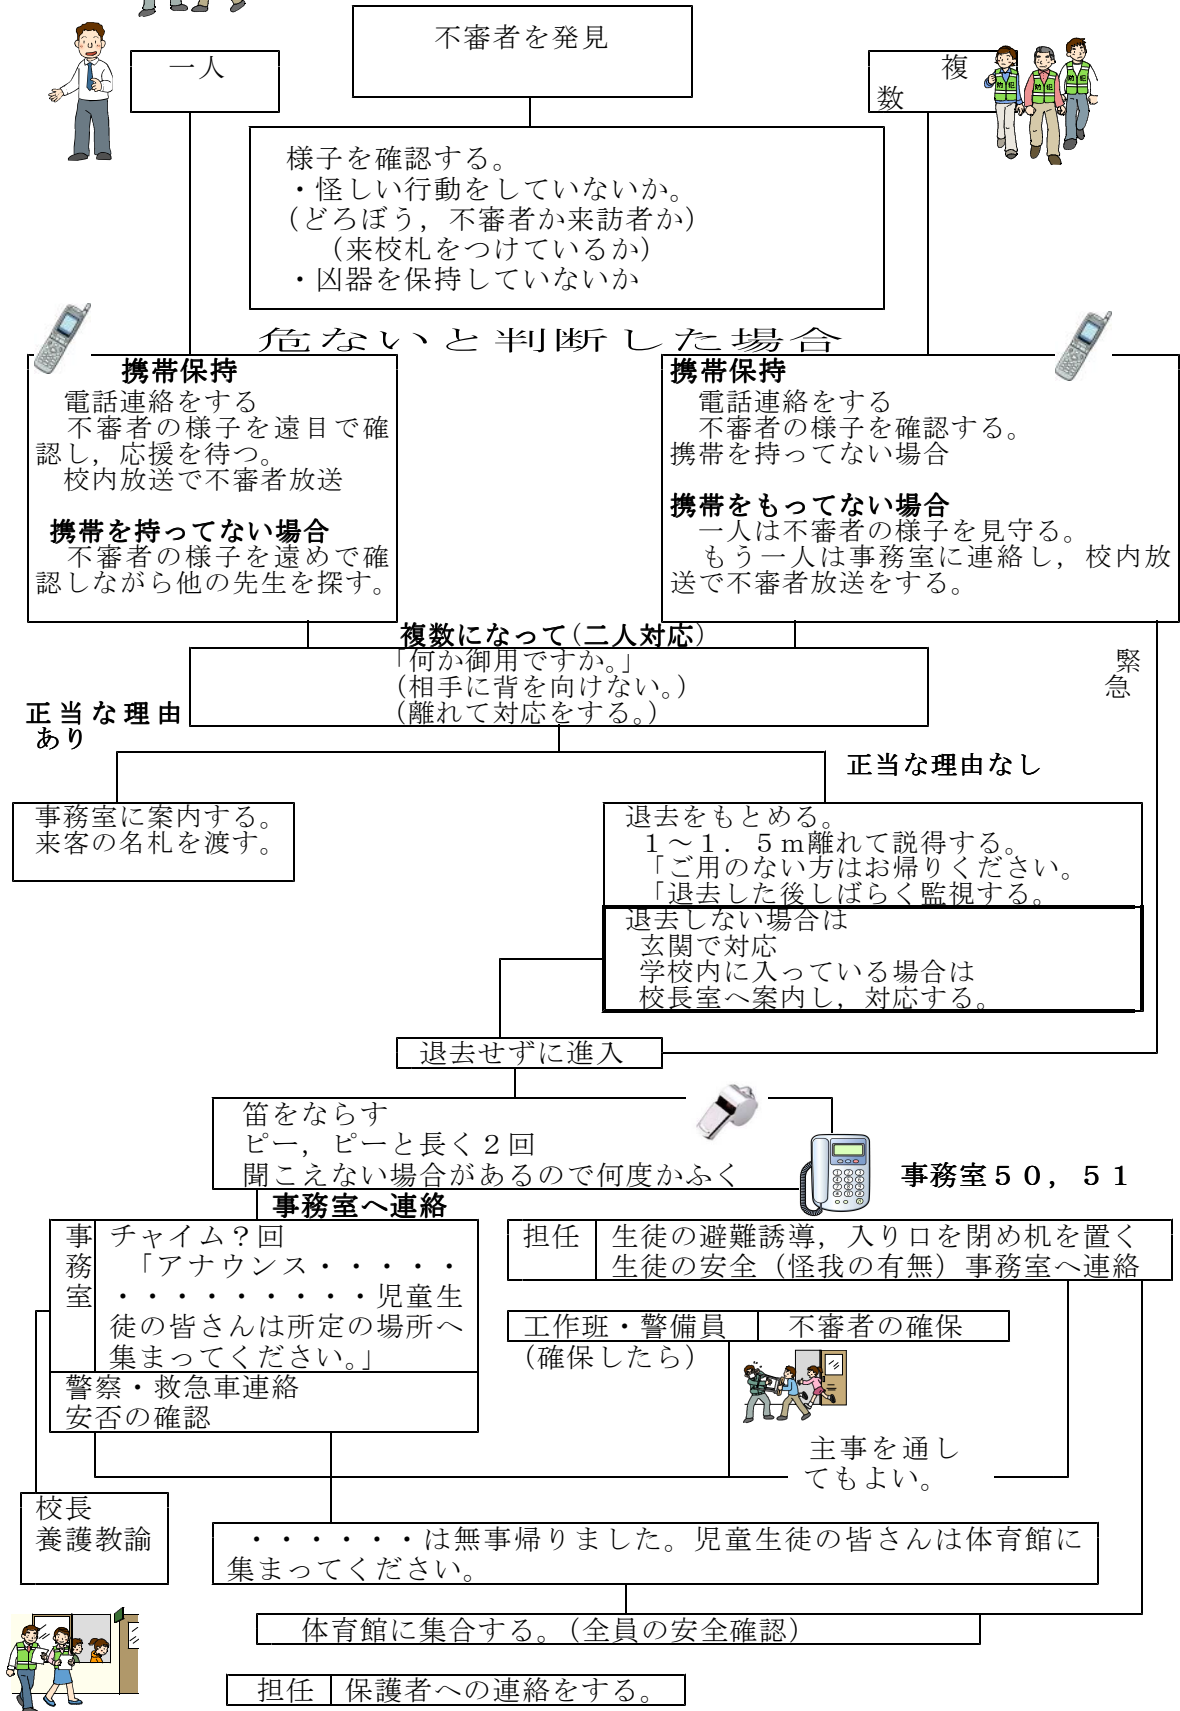 不審者を発見
一人
複
数
様子を確認する。
・怪しい行動をしていないか。
（どろぼう，不審者か来訪者か）
（来校札をつけているか）
・凶器を保持していないか
危ないと判断した場合
携帯保持
電話連絡をする
不審者の様子を遠目で確
認し，応援を待つ。
校内放送で不審者放送
携帯を持ってない場合
不審者の様子を遠めで確
認しながら他の先生を探す。
携帯保持
電話連絡をする
不審者の様子を確認する。
携帯を持ってない場合
携帯をもってない場合
一人は不審者の様子を見守る。
もう一人は事務室に連絡し，校内放
送で不審者放送をする。
複数になって（二人対応）
「何か御用ですか。」
（相手に背を向けない。）
（離れて対応をする。）
緊
急
正当な理由
あり
正当な理由なし
事務室に案内する。
来客の名札を渡す。
退去をもとめる。
１～１．５ｍ離れて説得する。
「ご用のない方はお帰りください。
「退去した後しばらく監視する。
退去しない場合は
玄関で対応
学校内に入っている場合は
校長室へ案内し，対応する。
退去せずに進入
笛をならす
ピー，ピーと長く２回
聞こえない場合があるので何度かふく
事務室５０，５１
事務室へ連絡
事務室
チャイム？回
「アナウンス・・・・・
・・・・・・・・・児童生
徒の皆さんは所定の場所へ
集まってください。」
警察・救急車連絡
安否の確認
担任 生徒の避難誘導，入り口を閉め机を置く
生徒の安全（怪我の有無）事務室へ連絡
工作班・警備員 不審者の確保
（確保したら）
主事を通し
てもよい。
校長
養護教諭
・・・・・・は無事帰りました。児童生徒の皆さんは体育館に
集まってください。
体育館に集合する。（全員の安全確認）
担任 保護者への連絡をする。